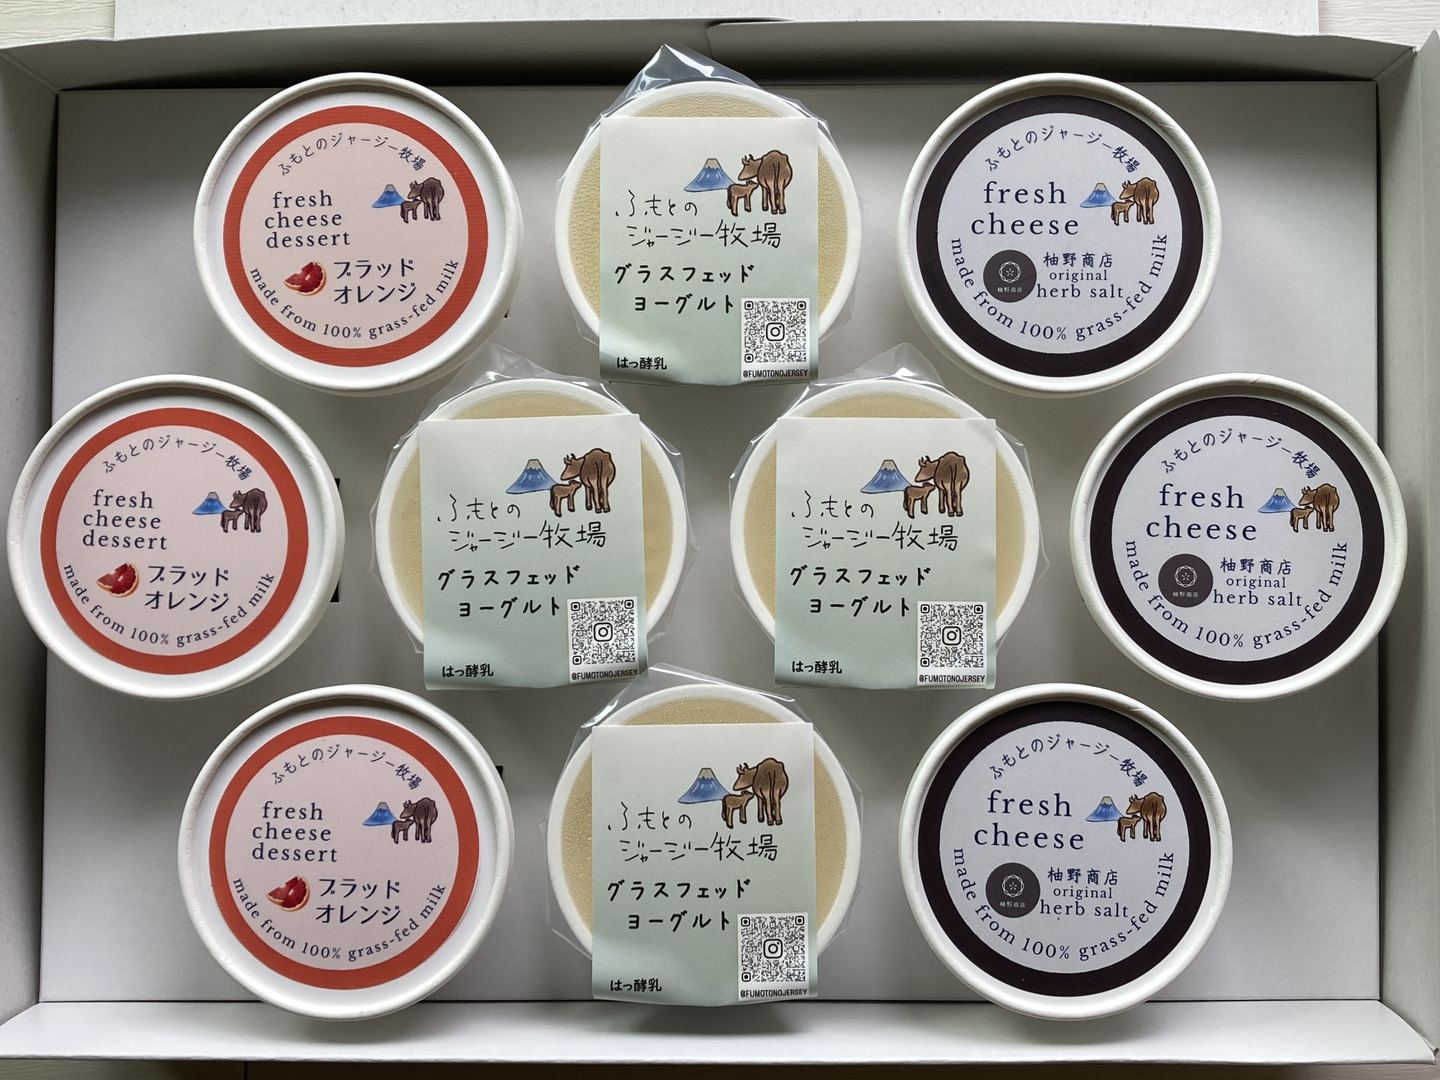 ふもとのジャージー牧場
fresh
cheese
dessert
ブラッド
オレンジ
made from 100% grass-fed milk
ふもとの
ジャージー牧場
グラスフェッド
ヨーグルト
はっ酵乳
@FUMOTONOJERSEY
ふもとのジャージー牧場
fresh
cheese
柚野商店
柚野商店
original
herb salt
made from 100% grass-fed milk
ふもとのジャージー牧場
fresh
cheese
dessert
ブラッド
オレンジ
made from 100% grass-fed milk
ふもとの
ジャージー牧場
グラスフェッド
ヨーグルト
はっ酵乳
@FUMOTONOJERSEY
ふもとの
ジャージー牧場
グラスフェッド
ヨーグルト
はっ酵乳
@FUMOTONOJERSEY
ふもとのジャージー牧場
fresh
cheese
柚野商店
柚野商店
original
herb salt
made from 100% grass-fed milk
ふもとのジャージー牧場
fresh
cheese
dessert
ブラッド
オレンジ
made from 100% grass-fed milk
ふもとの
ジャージー牧場
グラスフェッド
ヨーグルト
はっ酵乳
@FUMOTONOJERSEY
ふもとのジャージー牧場
fresh
cheese
柚野商店
柚野商店
original
herb salt
made from 100% grass-fed milk